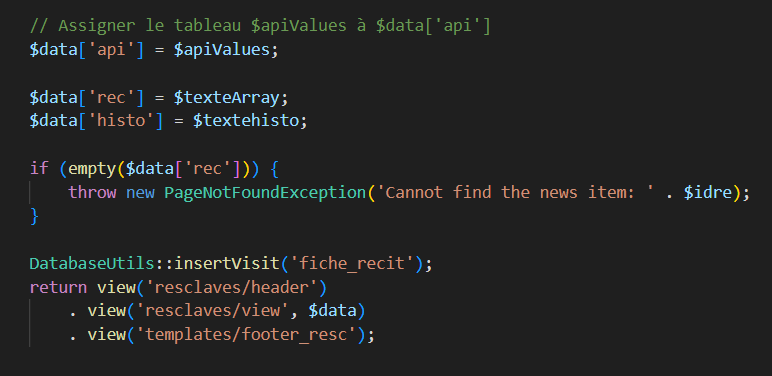 // Assigner le tableau $apiValues à $data['api']
$data['api'] = $apiValues;
$data['rec'] = $texteArray;
$data['histo'] = $textehisto;
if (empty($data['rec'])) {
throw new PageNotFoundException('Cannot find the news item: ' . $idre);
}
DatabaseUtils::insertVisit('fiche_recit');
return view('resclaves/header')
. view('resclaves/view', $data)
. view('templates/footer_resc');